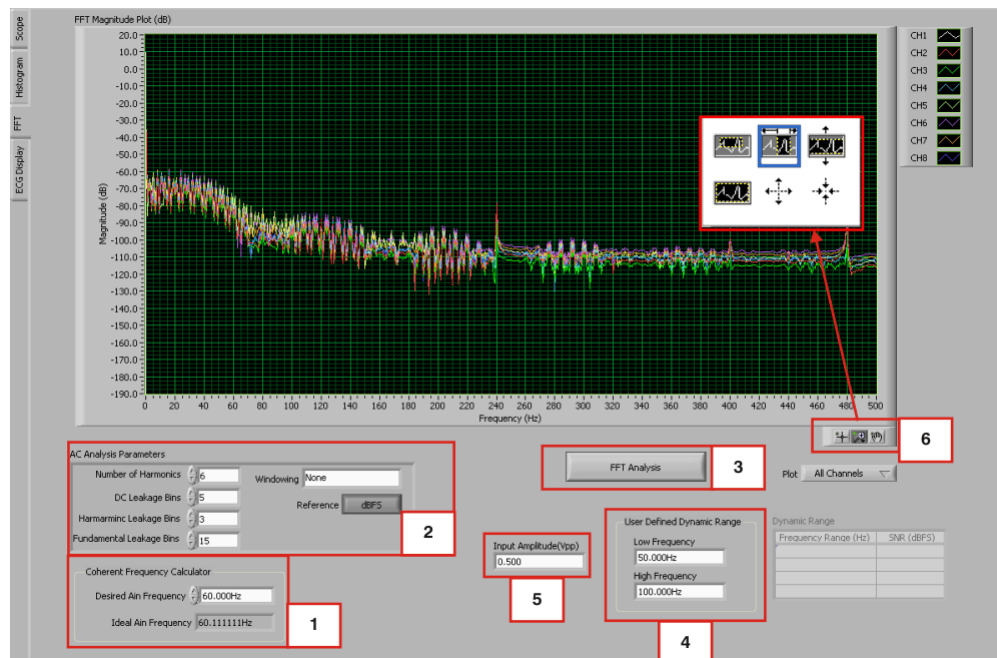 FFT Magnitude Plot (dB)
Scope
Histogram
FFT
ECG Display
Magnitude (dB)
20.0
10.0
0.0
-10.0
-20.0
-30.0
-40.0
-50.0
-60.0
-70.0
-80.0
-90.0
-100.0
-110.0
-120.0
-130.0
-140.0
-150.0
-160.0
-170.0
-180.0
-190.0
0 20 40 60 80 100 120 140 160 180 200 220 240 260 280 300 320 340 360 380 400 420 440 460 480 500
Frequency (Hz)
CH1
CH2
CH3
CH4
CH5
CH6
CH7
CH8
6
AC Analysis Parameters
Number of Harmonics 6
DC Leakage Bins 5
Harmarminc Leakage Bins 3
Fundamental Leakage Bins 15
Windowing None
Reference dBFS
2
FFT Analysis
3
Plot All Channels
Coherent Frequency Calculator
Desired Ain Frequency 60.000Hz
Ideal Ain Frequency 60.111111Hz
1
Input Amplitude(Vpp)
0.500
5
User Defined Dynamic Range
Low Frequency
50.000Hz
High Frequency
100.000Hz
4
Dynamic Range
Frequency Range (Hz) SNR (dBFS)